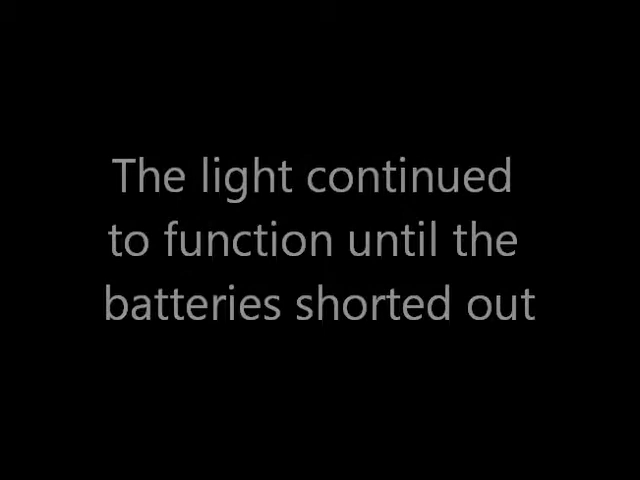 The light continued
to function until the
batteries shorted out